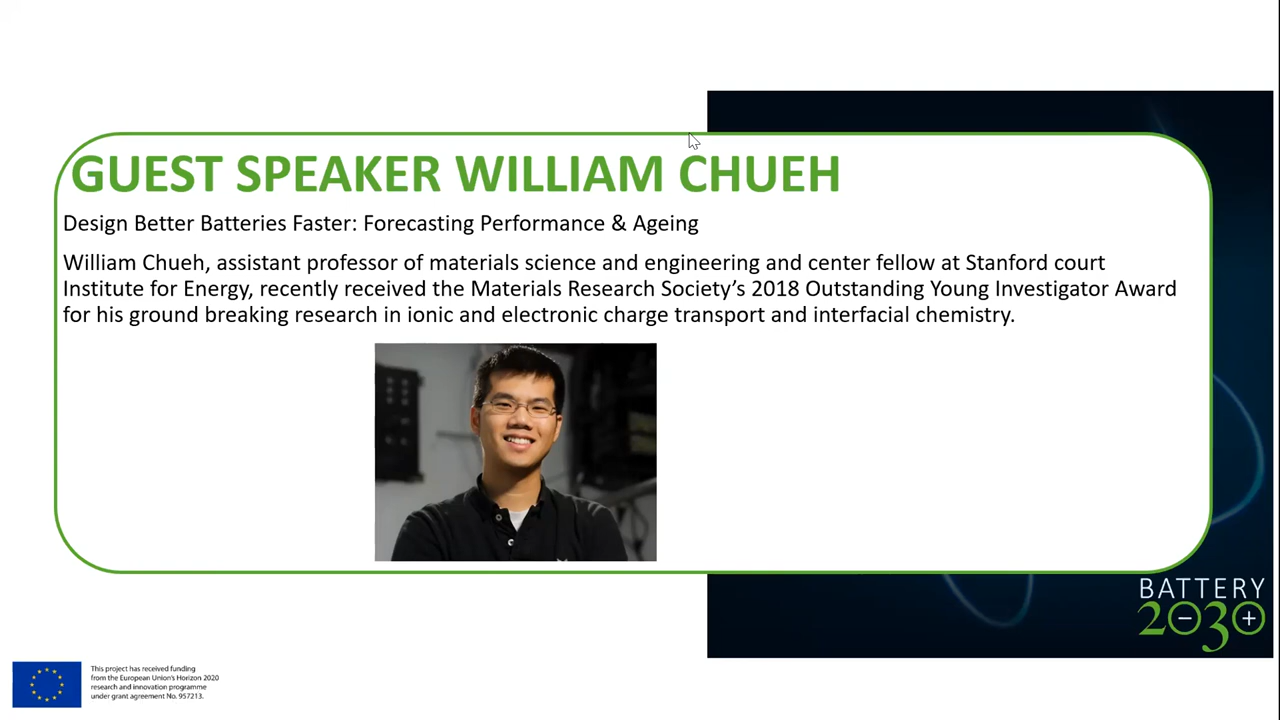 GUEST SPEAKER WILLIAM CHUEH
Design Better Batteries Faster: Forecasting Performance & Ageing
William Chueh, assistant professor of materials science and engineering and center fellow at Stanford court
Institute for Energy, recently received the Materials Research Society’s 2018 Outstanding Young Investigator Award
for his ground breaking research in ionic and electronic charge transport and interfacial chemistry.
BATTERY
2030+
This project has received funding
from the European Union's Horizon 2020
research and innovation programme
under grant agreement No. 957213.